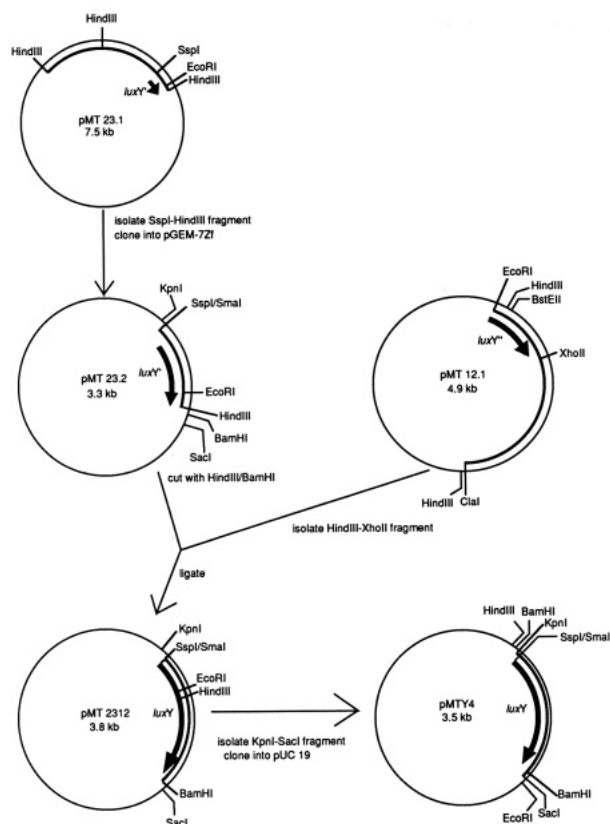 HindIII
HindIII
SspI
EcoRI
HindIII
luxY'
pMT 23.1
7.5 kb
isolate SspI-HindIII fragment
clone into pGEM-7Zf
KpnI
SspI/SmaI
luxY'
pMT 23.2
3.3 kb
EcoRI
HindIII
BamHI
SacI
cut with HindIII/BamHI
EcoRI
HindIII
BstEII
luxY"
XhoII
pMT 12.1
4.9 kb
HindIII
ClaI
isolate HindIII-XhoII fragment
ligate
KpnI
SspI/SmaI
EcoRI
HindIII
luxY
pMT 2312
3.8 kb
BamHI
SacI
isolate KpnI-SacI fragment
clone into pUC 19
HindIII
BamHI
KpnI
SspI/SmaI
luxY
pMTY4
3.5 kb
BamHI
SacI
EcoRI